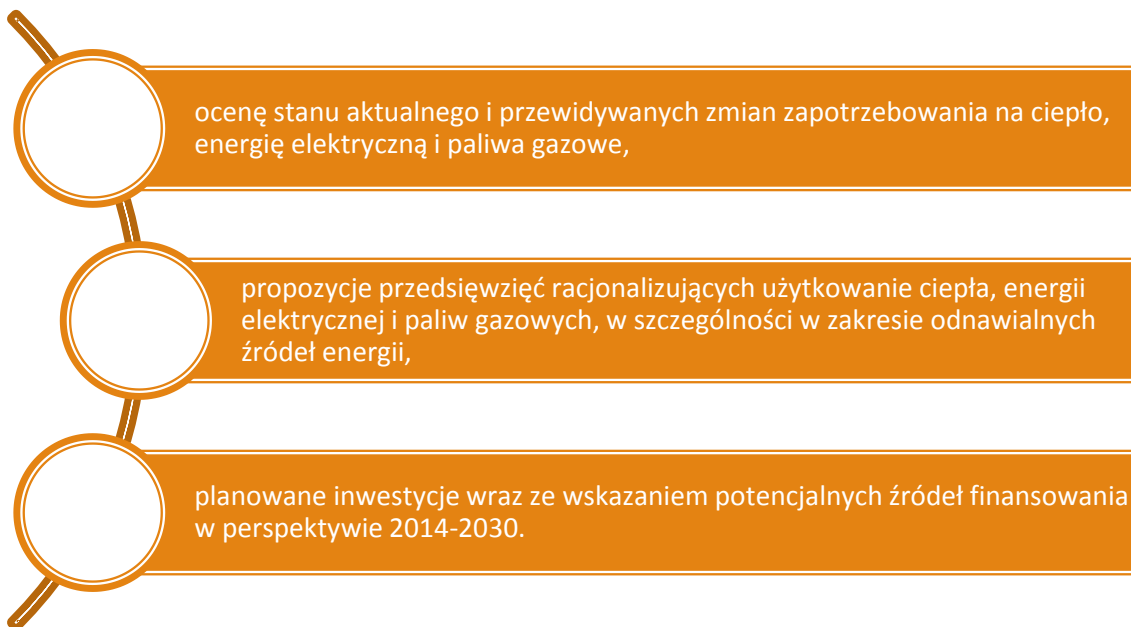 ocenę stanu aktualnego i przewidywanych zmian zapotrzebowania na ciepło,
energię elektryczną i paliwa gazowe,
propozycje przedsięwzięć racjonalizujących użytkowanie ciepła, energii
elektrycznej i paliw gazowych, w szczególności w zakresie odnawialnych
źródeł energii,
planowane inwestycje wraz ze wskazaniem potencjalnych źródeł finansowania
w perspektywie 2014-2030.